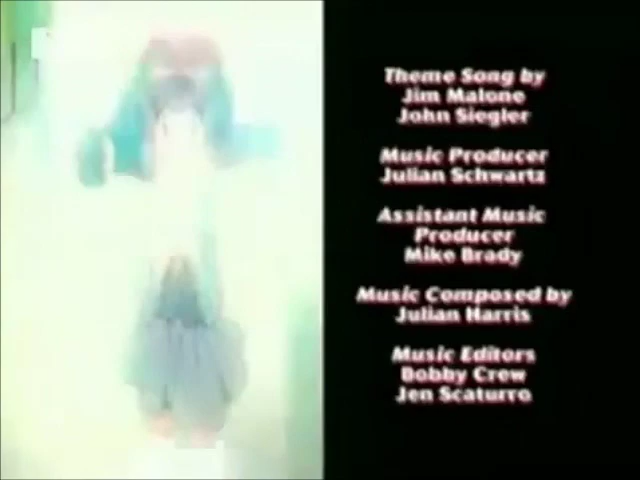 Theme Song by
Jim Malone
John Siegler
Music Producer
Julian Schwartz
Assistant Music
Producer
Mike Brady
Music Composed by
Julian Harris
Music Editors
Bobby Crew
Jen Scaturro